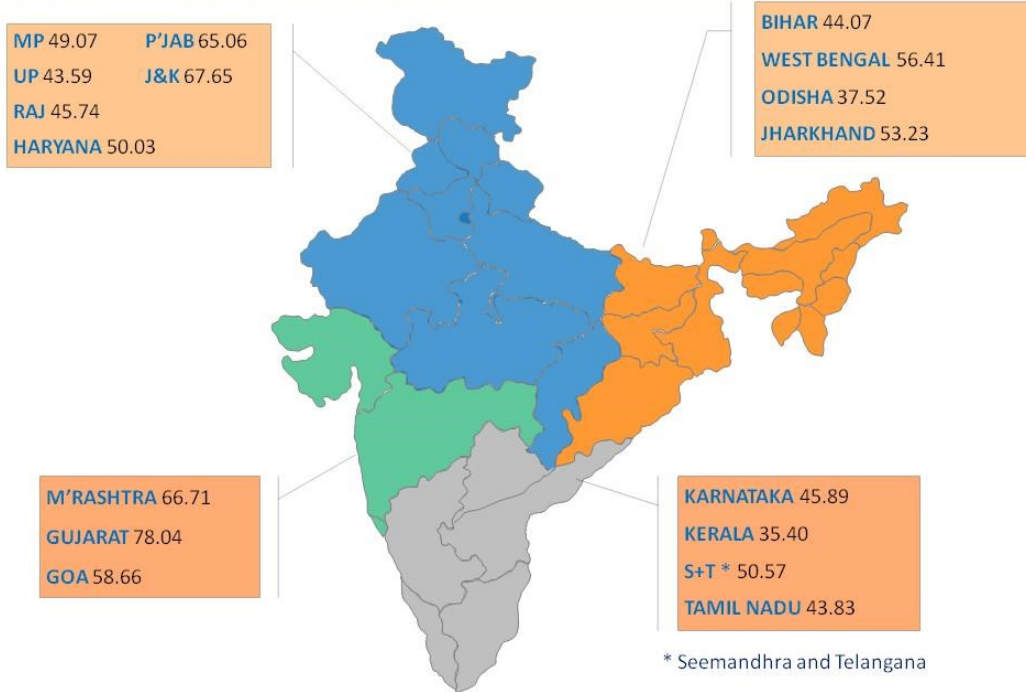 MP 49.07 P'JAB 65.06
UP 43.59 J&K 67.65
RAJ 45.74
HARYANA 50.03
BIHAR 44.07
WEST BENGAL 56.41
ODISHA 37.52
JHARKHAND 53.23
M'RASHTRA 66.71
GUJARAT 78.04
GOA 58.66
KARNATAKA 45.89
KERALA 35.40
S+T * 50.57
TAMIL NADU 43.83
* Seemandhra and Telangana